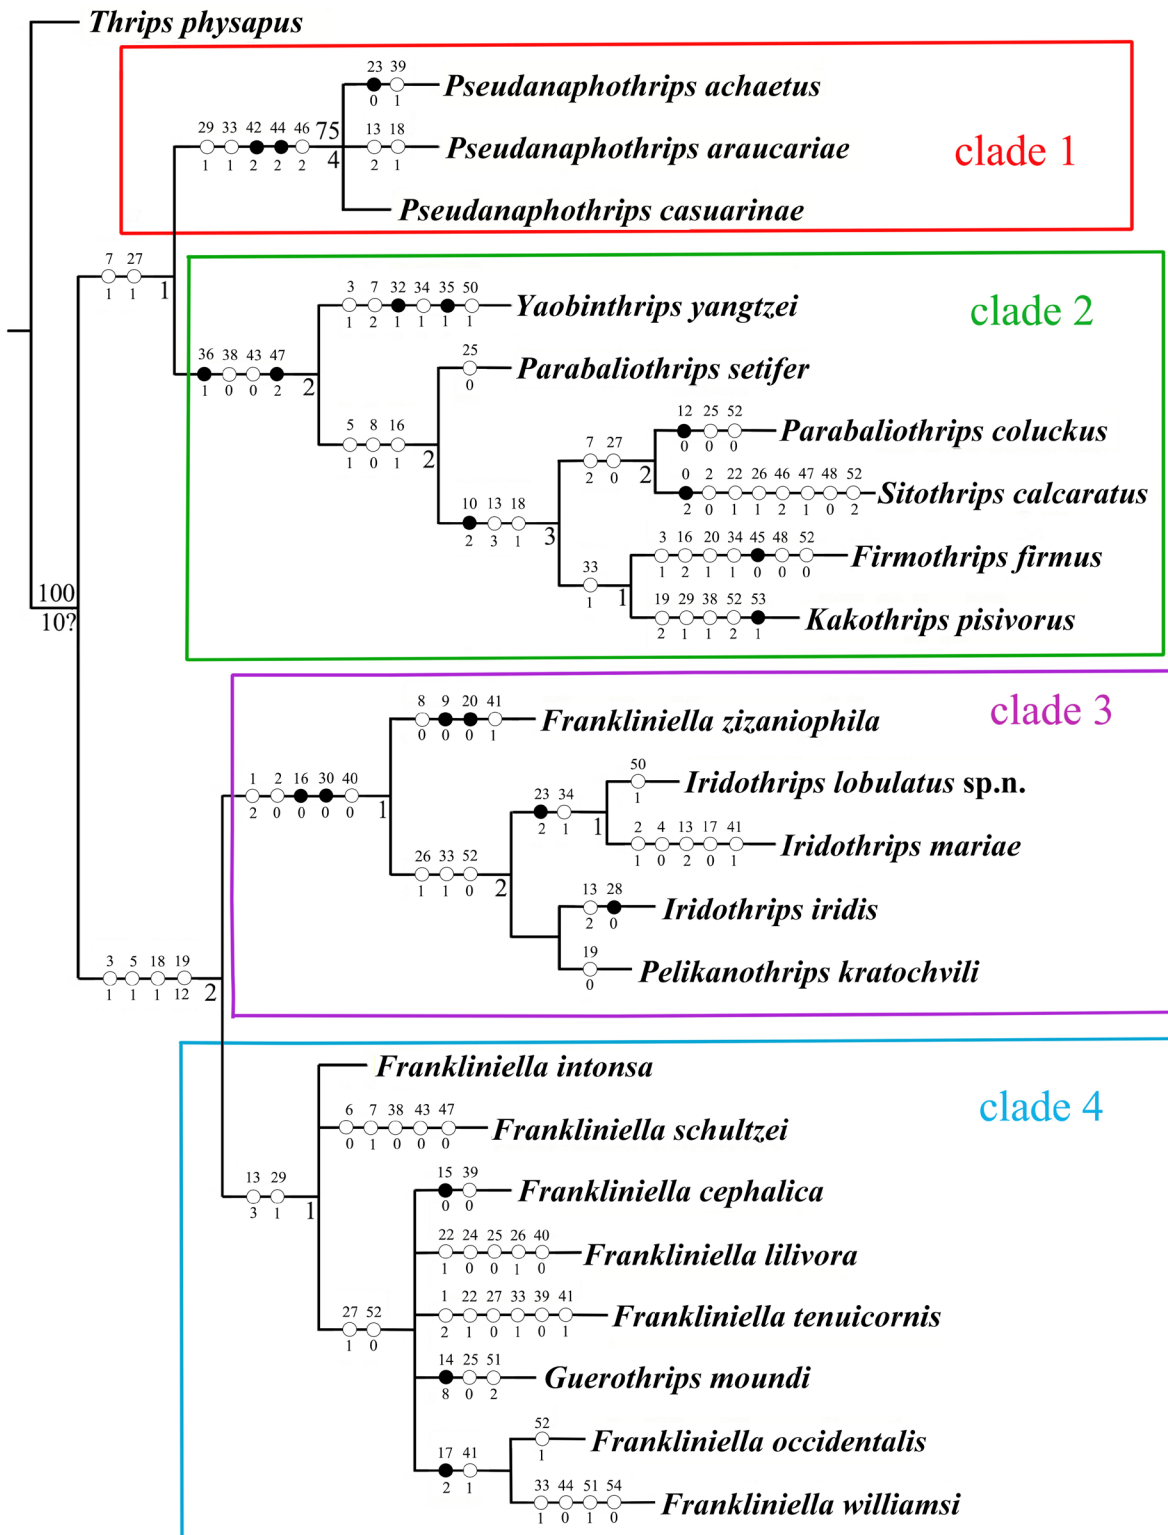 Thrips physapus
23 39
0 1
Pseudanaphothrips achaetus
29 33 42 44 46
1 1 2 2 2
75
4
13 18
2 1
Pseudanaphothrips araucariae
clade 1
Pseudanaphothrips casuarinae
7 27
1 1
1
3 7 32 34 35 50
1 2 1 1 1 1
Yaobinthrips yangtzei
clade 2
36 38 43 47
1 0 0 2
2
25
0
Parabaliothrips setifer
5 8 16
1 0 1
2
12 25 52
0 0 0
Parabaliothrips coluckus
7 27
2 0
2
0 2 22 26 46 47 48 52
2 0 1 1 2 1 0 2
Sitothrips calcaratus
10 13 18
2 3 1
3
3 16 20 34 45 48 52
1 2 1 1 0 0 0
Firmothrips firmus
33
1
1
100
10?
19 29 38 52 53
2 1 1 2 1
Kakothrips pisivorus
clade 3
8 9 20 41
0 0 0 1
Frankliniella zizaniophila
1 2 16 30 40
2 0 0 0 0
1
50
1
Iridothrips lobulatus sp.n.
23 34
2 1
1
2 4 13 17 41
1 0 2 0 1
Iridothrips mariae
26 33 52
1 1 0
2
13 28
2 0
Iridothrips iridis
19
0
Pelikanothrips kratochvili
3 5 18 19
1 1 1 12
2
Frankliniella intonsa
clade 4
6 7 38 43 47
0 1 0 0 0
Frankliniella schultzei
13 29
3 1
1
15 39
0 0
Frankliniella cephalica
22 24 25 26 40
1 0 0 1 0
Frankliniella lilivora
27 52
1 0
1 22 27 33 39 41
2 1 0 1 0 1
Frankliniella tenuicornis
14 25 51
8 0 2
Guerothrips moundi
17 41
2 1
52
1
Frankliniella occidentalis
33 44 51 54
1 0 1 0
Frankliniella williamsi